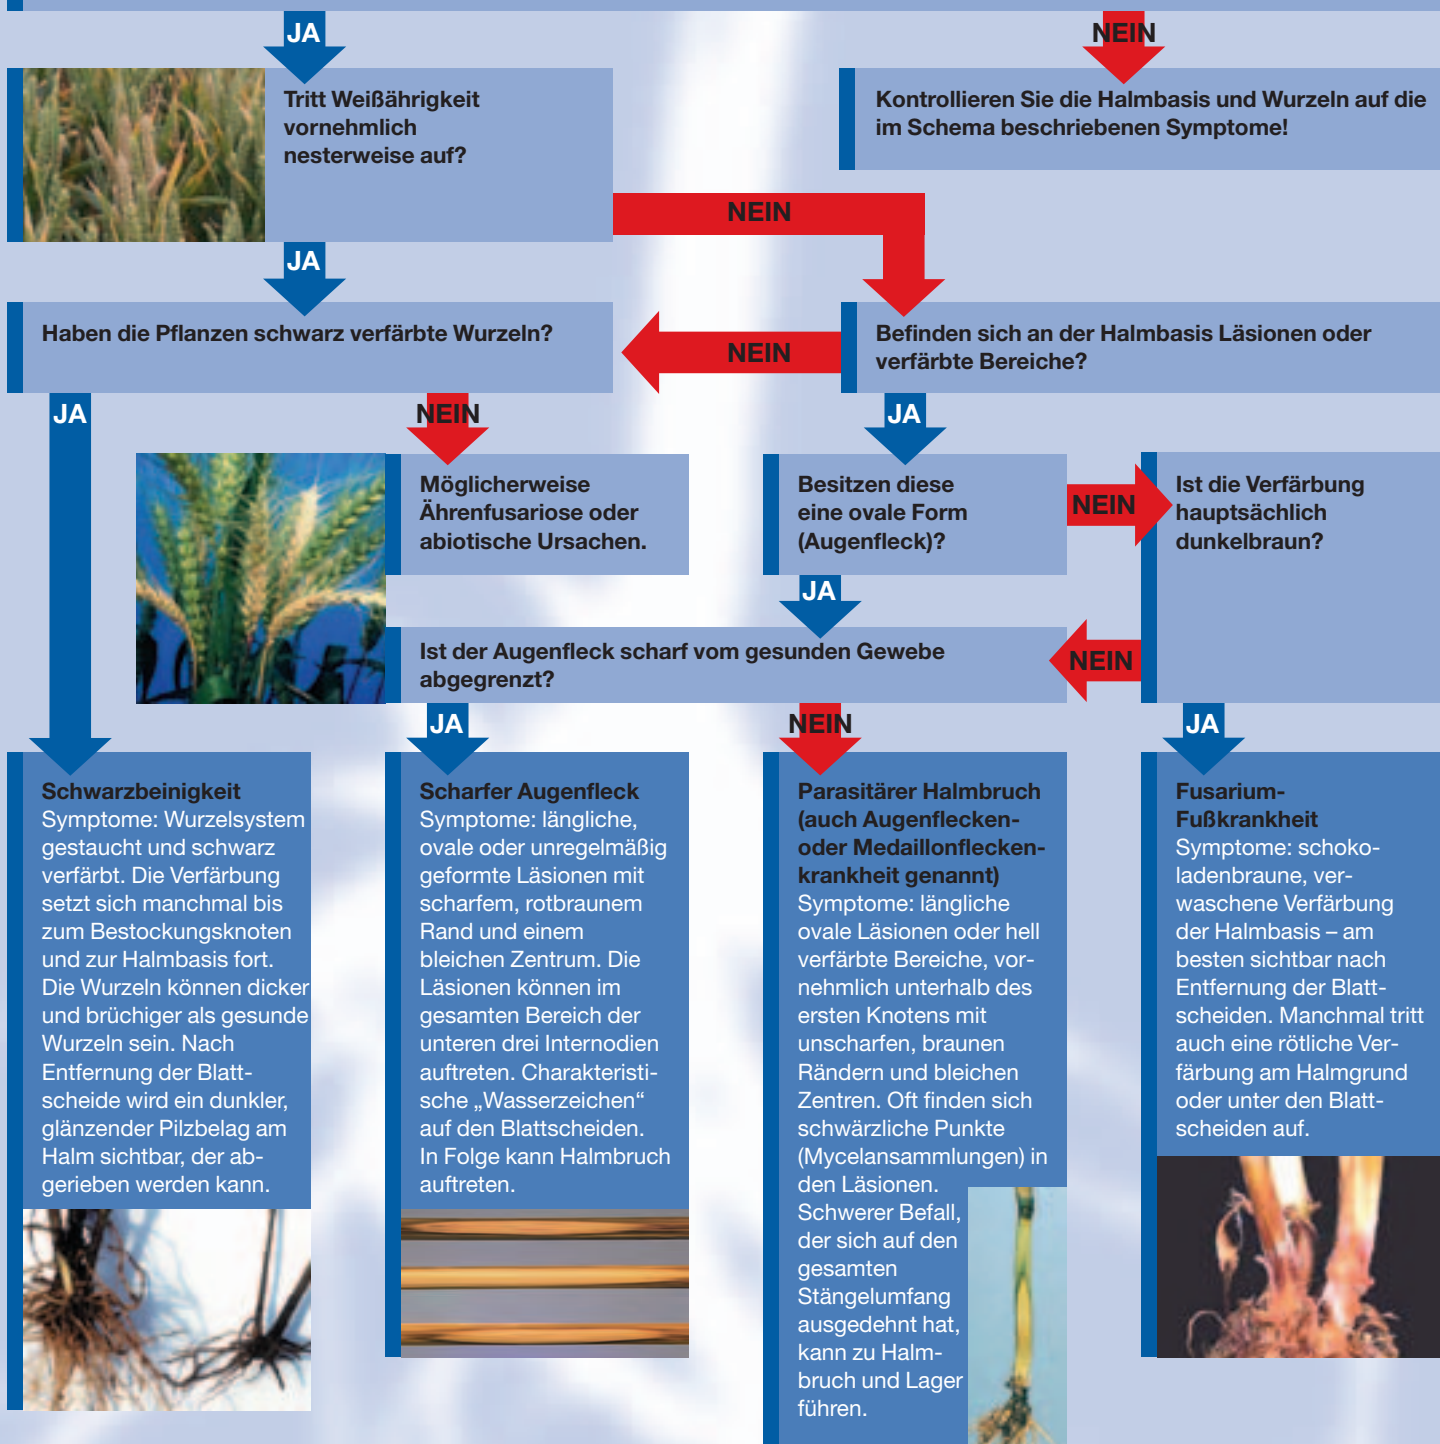 JA
NEIN
Tritt Weißährigkeit
vornehmlich
nesterweise auf?
Kontrollieren Sie die Halmbasis und Wurzeln auf die
im Schema beschriebenen Symptome!
NEIN
JA
Haben die Pflanzen schwarz verfärbte Wurzeln?
NEIN
Befinden sich an der Halmbasis Läsionen oder
verfärbte Bereiche?
JA
NEIN
JA
Möglicherweise
Ährenfusariose oder
abiotische Ursachen.
Besitzen diese
eine ovale Form
(Augenfleck)?
NEIN
Ist die Verfärbung
hauptsächlich
dunkelbraun?
JA
Ist der Augenfleck scharf vom gesunden Gewebe
abgegrenzt?
NEIN
JA
NEIN
JA
Schwarzbeinigkeit
Symptome: Wurzelsystem
gestaucht und schwarz
verfärbt. Die Verfärbung
setzt sich manchmal bis
zum Bestockungsknoten
und zur Halmbasis fort.
Die Wurzeln können dicker
und brüchiger als gesunde
Wurzeln sein. Nach
Entfernung der Blatt-
scheide wird ein dunkler,
glänzender Pilzbelag am
Halm sichtbar, der ab-
gerieben werden kann.
Scharfer Augenfleck
Symptome: längliche,
ovale oder unregelmäßig
geformte Läsionen mit
scharfem, rotbraunem
Rand und einem
bleichen Zentrum. Die
Läsionen können im
gesamten Bereich der
unteren drei Internodien
auftreten. Charakteristi-
sche „Wasserzeichen“
auf den Blattscheiden.
In Folge kann Halmbruch
auftreten.
Parasitärer Halmbruch
(auch Augenflecken-
oder Medaillonflecken-
krankheit genannt)
Symptome: längliche
ovale Läsionen oder hell
verfärbte Bereiche, vor-
nehmlich unterhalb des
ersten Knotens mit
unscharfen, braunen
Rändern und bleichen
Zentren. Oft finden sich
schwärzliche Punkte
(Mycelansammlungen) in
den Läsionen.
Schwerer Befall,
der sich auf den
gesamten
Stängelumfang
ausgedehnt hat,
kann zu Halm-
bruch und Lager
führen.
Fusarium-
Fußkrankheit
Symptome: schoko-
ladenbraune, ver-
waschene Verfärbung
der Halmbasis – am
besten sichtbar nach
Entfernung der Blatt-
scheiden. Manchmal tritt
auch eine rötliche Ver-
färbung am Halmgrund
oder unter den Blatt-
scheiden auf.